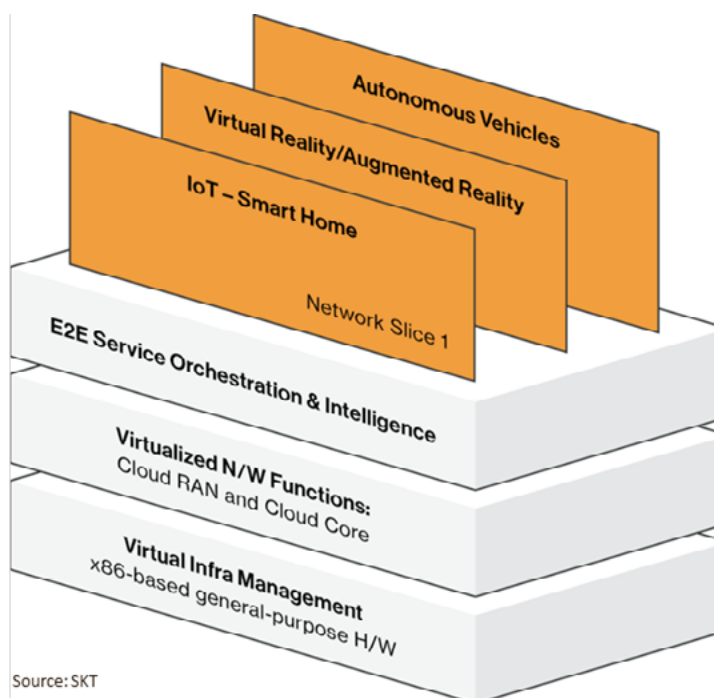 Autonomous Vehicles
Virtual Reality/Augmented Reality
IoT – Smart Home
Network Slice 1
E2E Service Orchestration & Intelligence
Virtualized N/W Functions:
Cloud RAN and Cloud Core
Virtual Infra Management
x86-based general-purpose H/W
Source: SKT